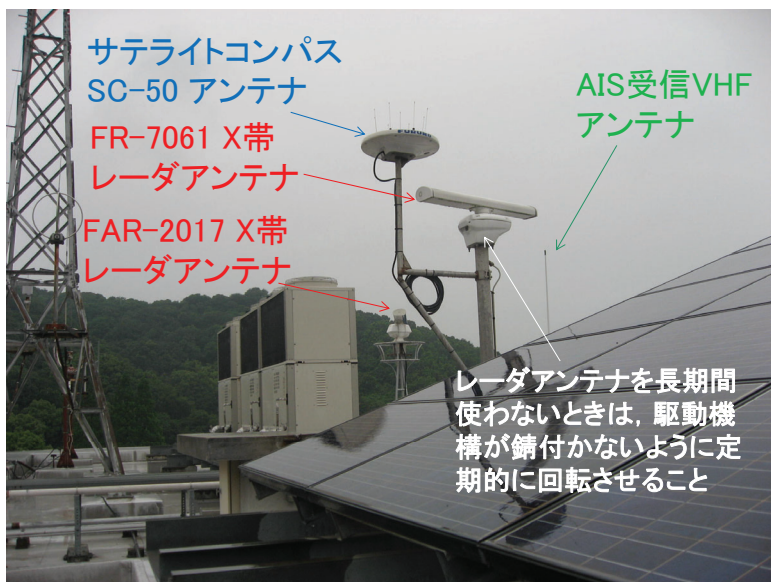 サテライトコンパス
SC-50 アンテナ
FR-7061 X帯
レーダアンテナ
FAR-2017 X帯
レーダアンテナ
AIS受信VHF
アンテナ
FURUNO
レーダアンテナを長期間
使わないときは, 駆動機
構が錆付かないように定
期的に回転させること